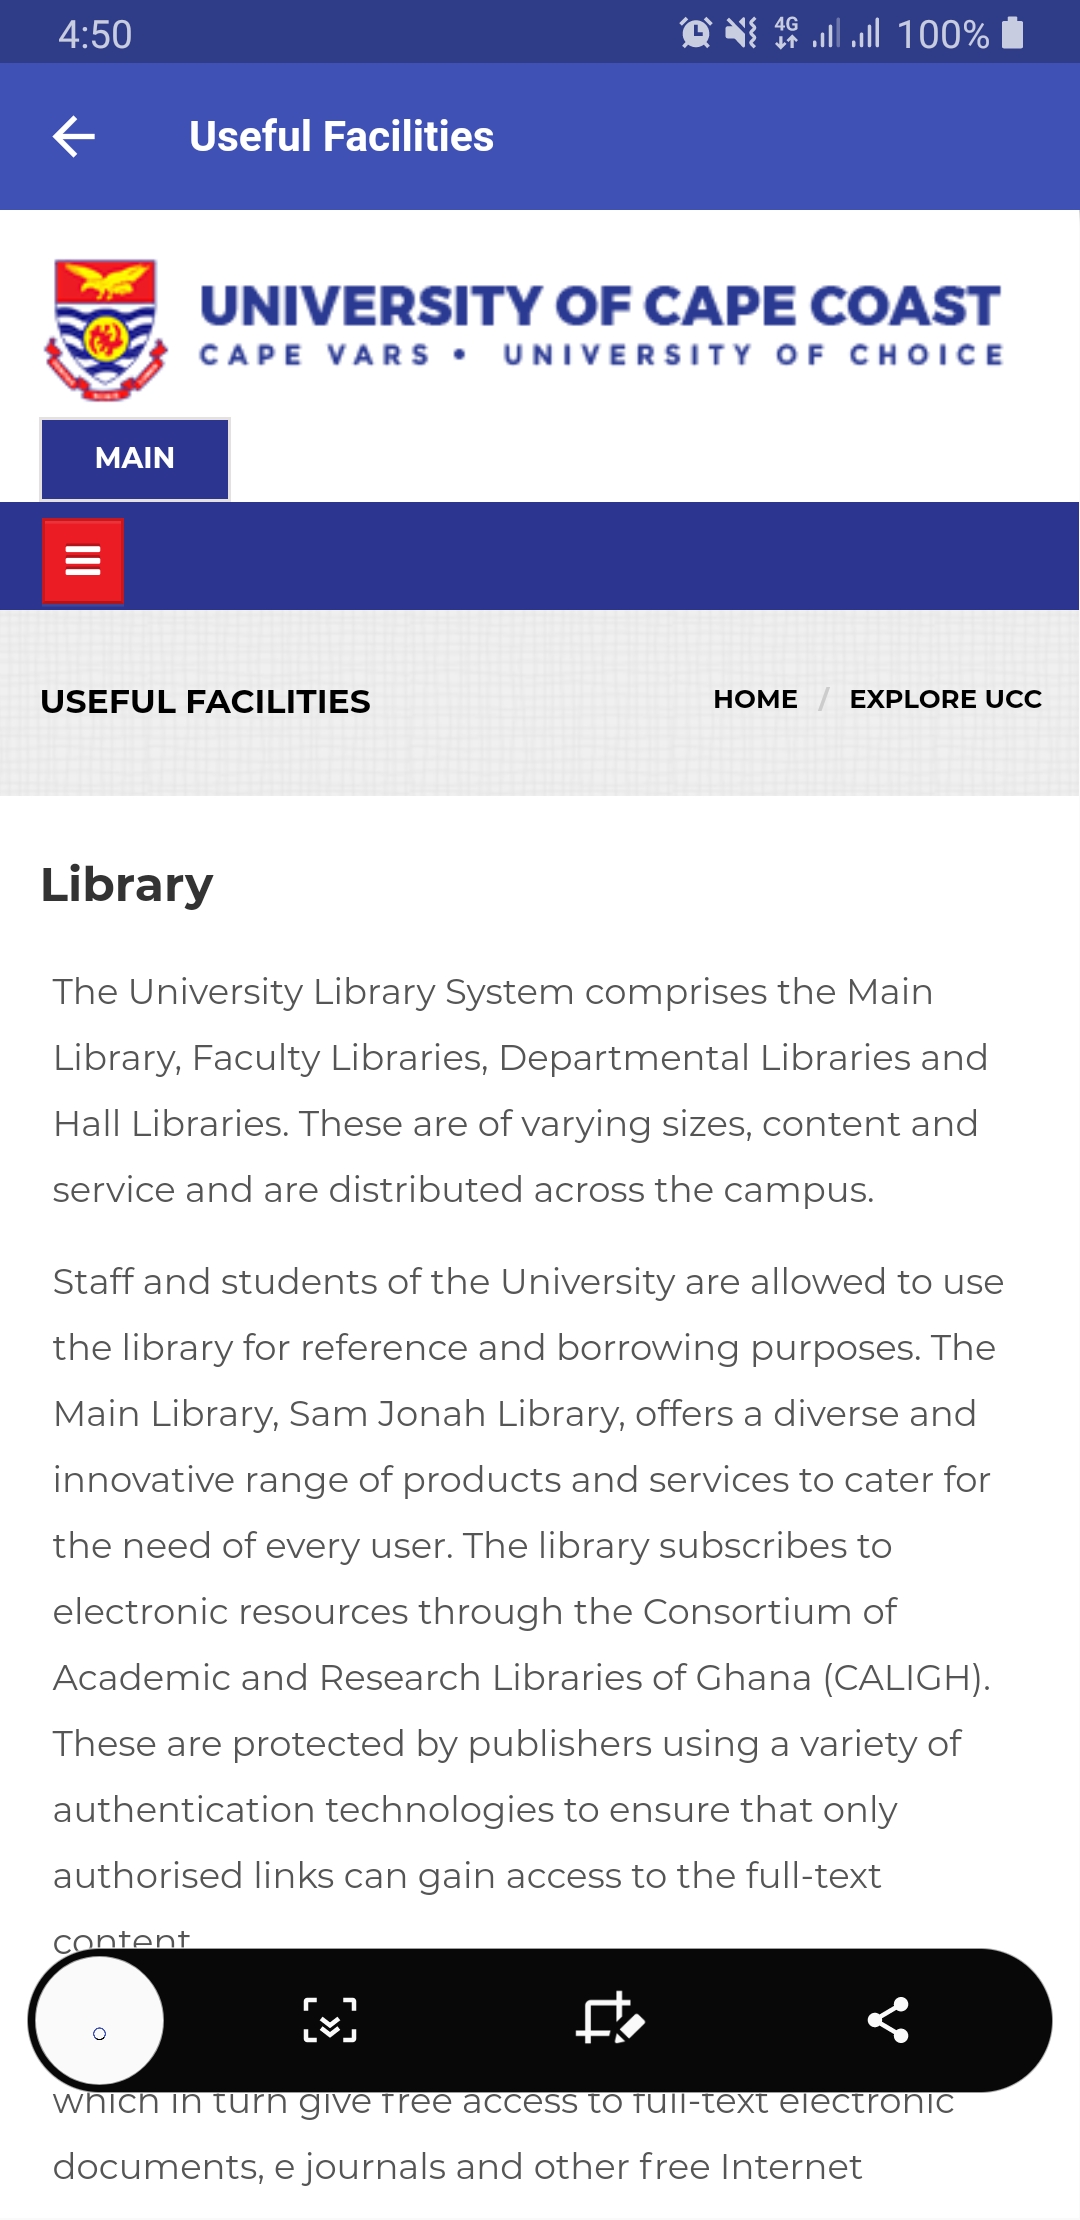 4:50
4G 100%
Useful Facilities
UNIVERSITY OF CAPE COAST
CAPE VARS • UNIVERSITY OF CHOICE
MAIN
USEFUL FACILITIES
HOME / EXPLORE UCC
Library
The University Library System comprises the Main
Library, Faculty Libraries, Departmental Libraries and
Hall Libraries. These are of varying sizes, content and
service and are distributed across the campus.
Staff and students of the University are allowed to use
the library for reference and borrowing purposes. The
Main Library, Sam Jonah Library, offers a diverse and
innovative range of products and services to cater for
the need of every user. The library subscribes to
electronic resources through the Consortium of
Academic and Research Libraries of Ghana (CALIGH).
These are protected by publishers using a variety of
authentication technologies to ensure that only
authorised links can gain access to the full-text
content
which in turn give free access to full-text electronic
documents, e journals and other free Internet